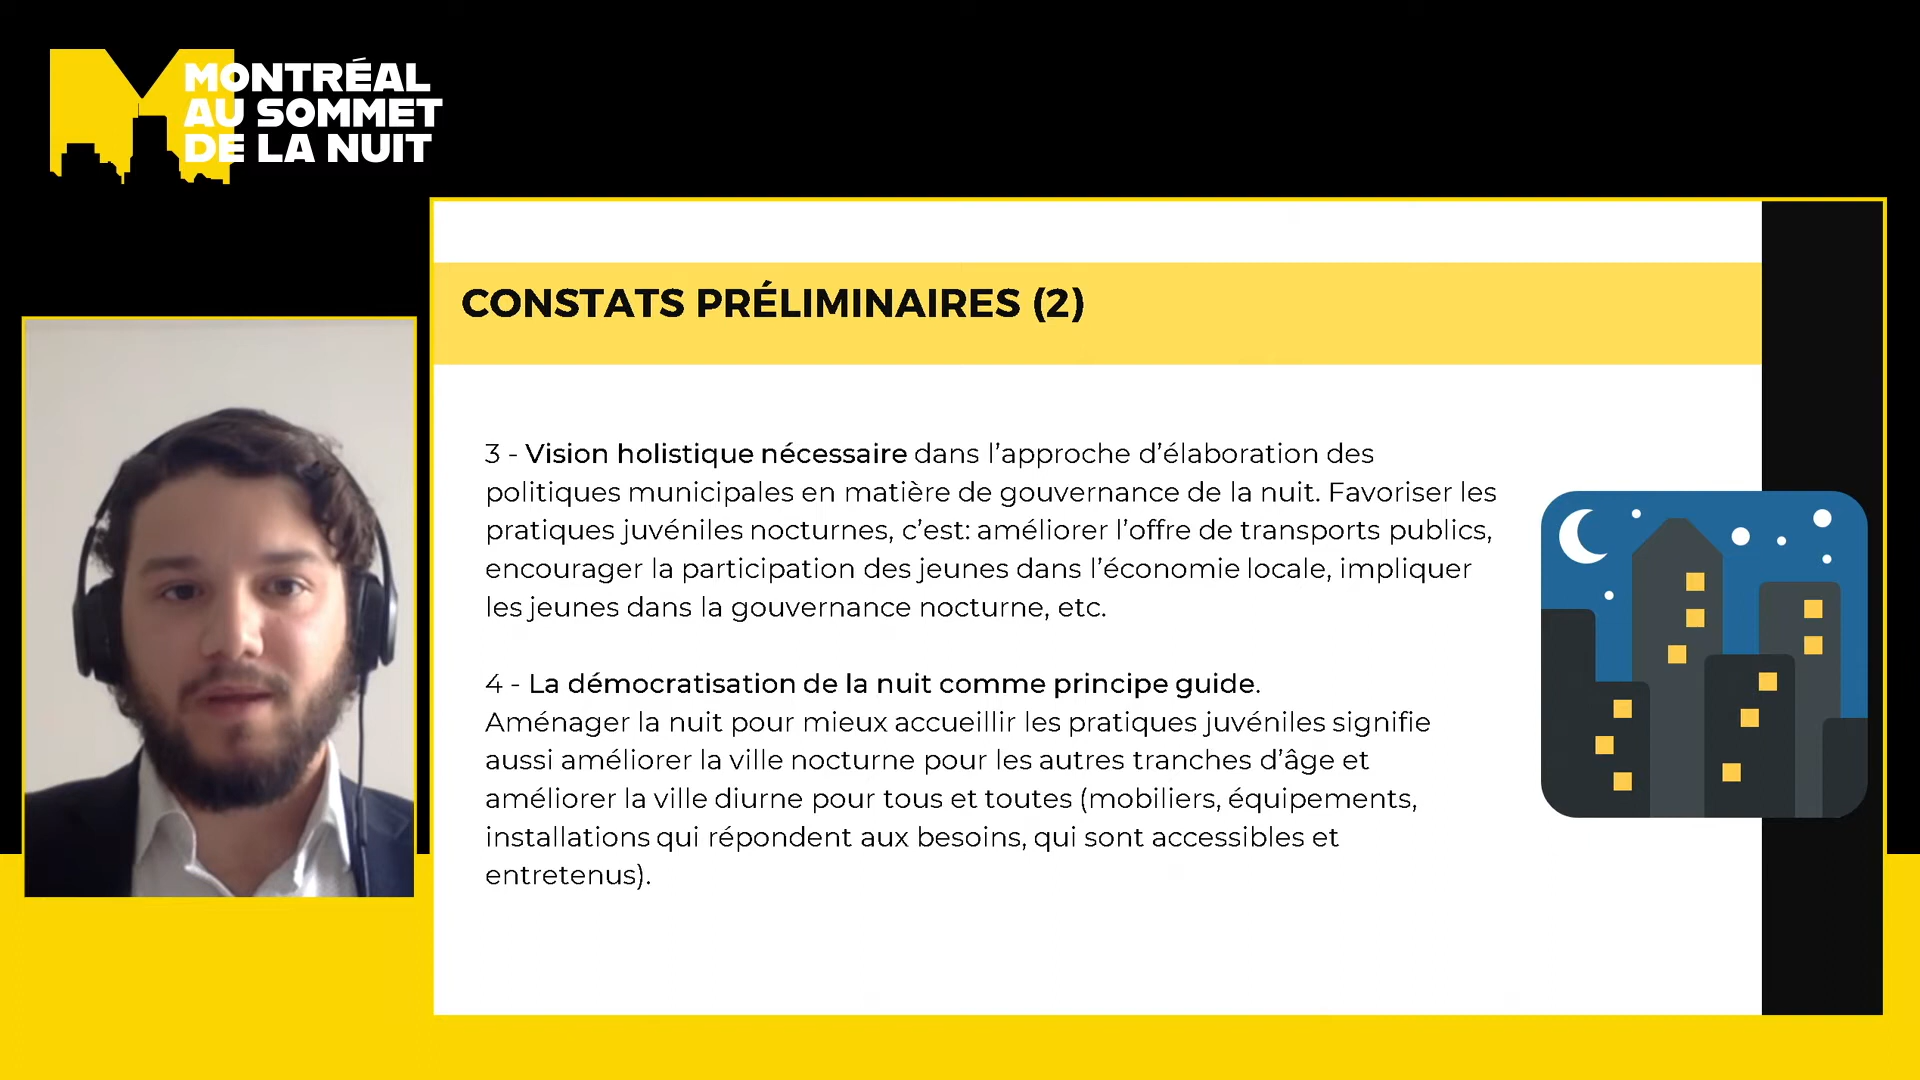 MONTRÉAL
AU SOMMET
DE LA NUIT
CONSTATS PRÉLIMINAIRES (2)
3 - Vision holistique nécessaire dans l’approche d’élaboration des
politiques municipales en matière de gouvernance de la nuit. Favoriser les
pratiques juvéniles nocturnes, c’est: améliorer l’offre de transports publics,
encourager la participation des jeunes dans l’économie locale, impliquer
les jeunes dans la gouvernance nocturne, etc.
4 - La démocratisation de la nuit comme principe guide.
Aménager la nuit pour mieux accueillir les pratiques juvéniles signifie
aussi améliorer la ville nocturne pour les autres tranches d’âge et
améliorer la ville diurne pour tous et toutes (mobiliers, équipements,
installations qui répondent aux besoins, qui sont accessibles et
entretenus).